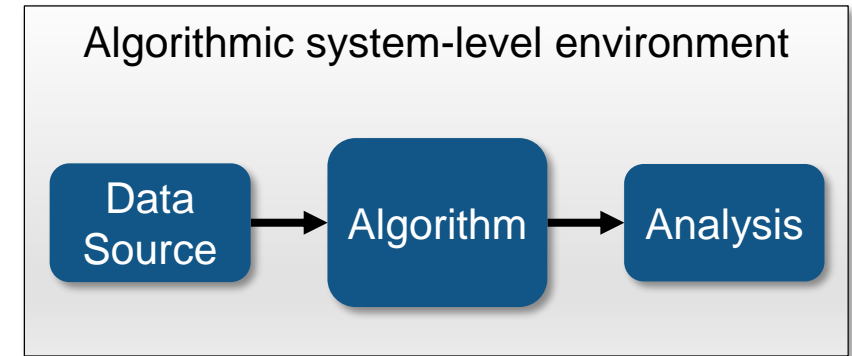 Algorithmic system-level environment
Data
Source
Algorithm
Analysis